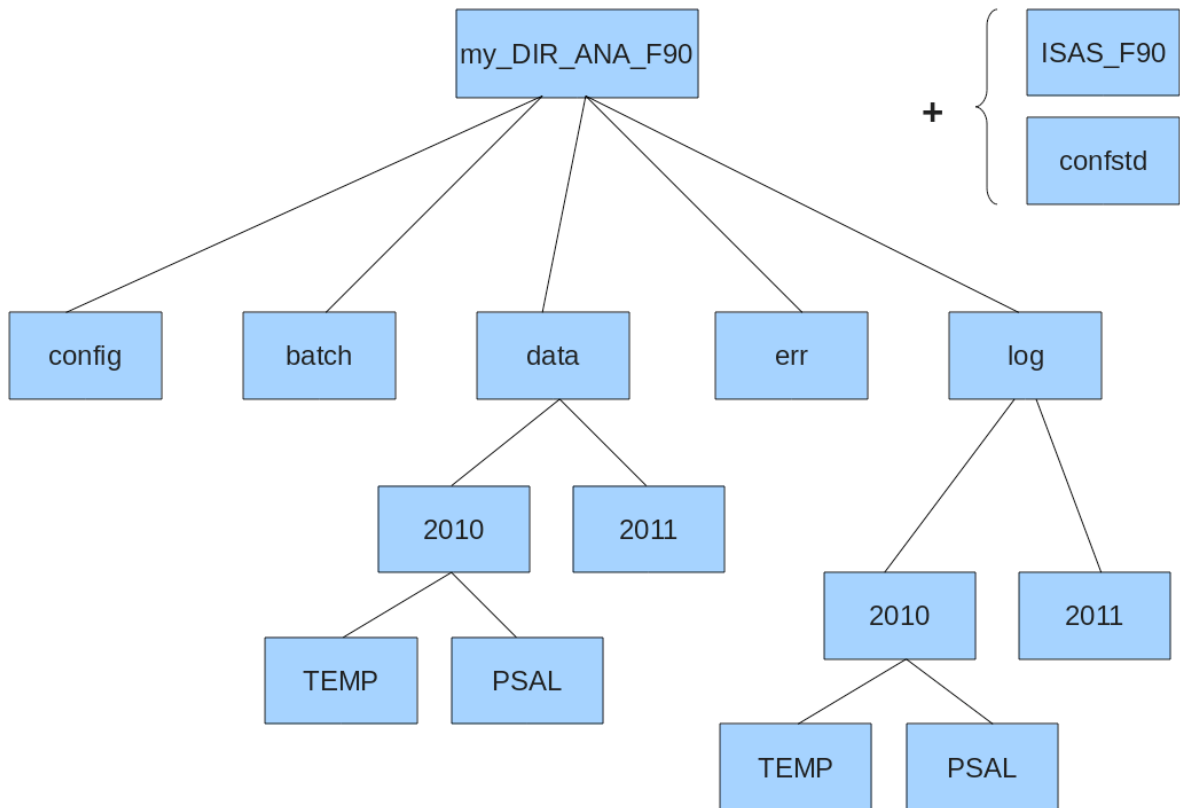 my_DIR_ANA_F90
ISAS_F90
+
confstd
config
batch
data
err
log
2010
2011
2010
2011
TEMP
PSAL
TEMP
PSAL